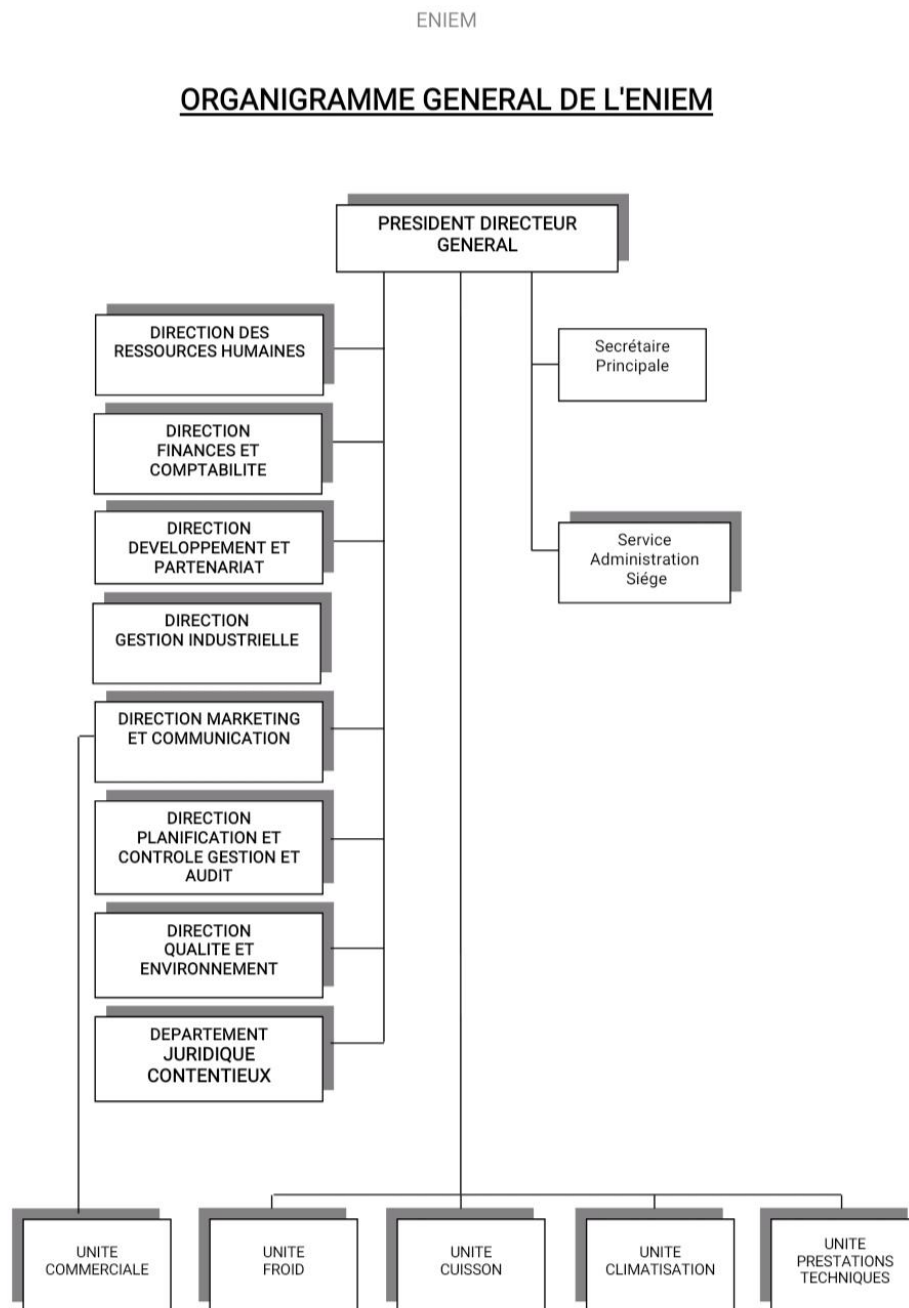 ENIEM
ORGANIGRAMME GENERAL DE L'ENIEM
PRESIDENT DIRECTEUR
GENERAL
DIRECTION DES
RESSOURCES HUMAINES
Secrétaire
Principale
DIRECTION
FINANCES ET
COMPTABILITE
DIRECTION
DEVELOPPEMENT ET
PARTENARIAT
Service
Administration
Siége
DIRECTION
GESTION INDUSTRIELLE
DIRECTION MARKETING
ET COMMUNICATION
DIRECTION
PLANIFICATION ET
CONTROLE GESTION ET
AUDIT
DIRECTION
QUALITE ET
ENVIRONNEMENT
DEPARTEMENT
JURIDIQUE
CONTENTIEUX
UNITE
COMMERCIALE
UNITE
FROID
UNITE
CUISSON
UNITE
CLIMATISATION
UNITE
PRESTATIONS
TECHNIQUES